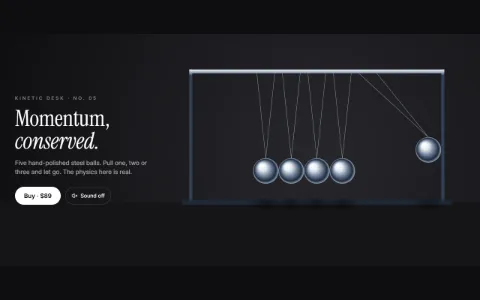 KINETIC DESK · NO. 05
Momentum,
conserved.
Five hand-polished steel balls. Pull one, two or
three and let go. The physics here is real.
Buy · $89
Sound off